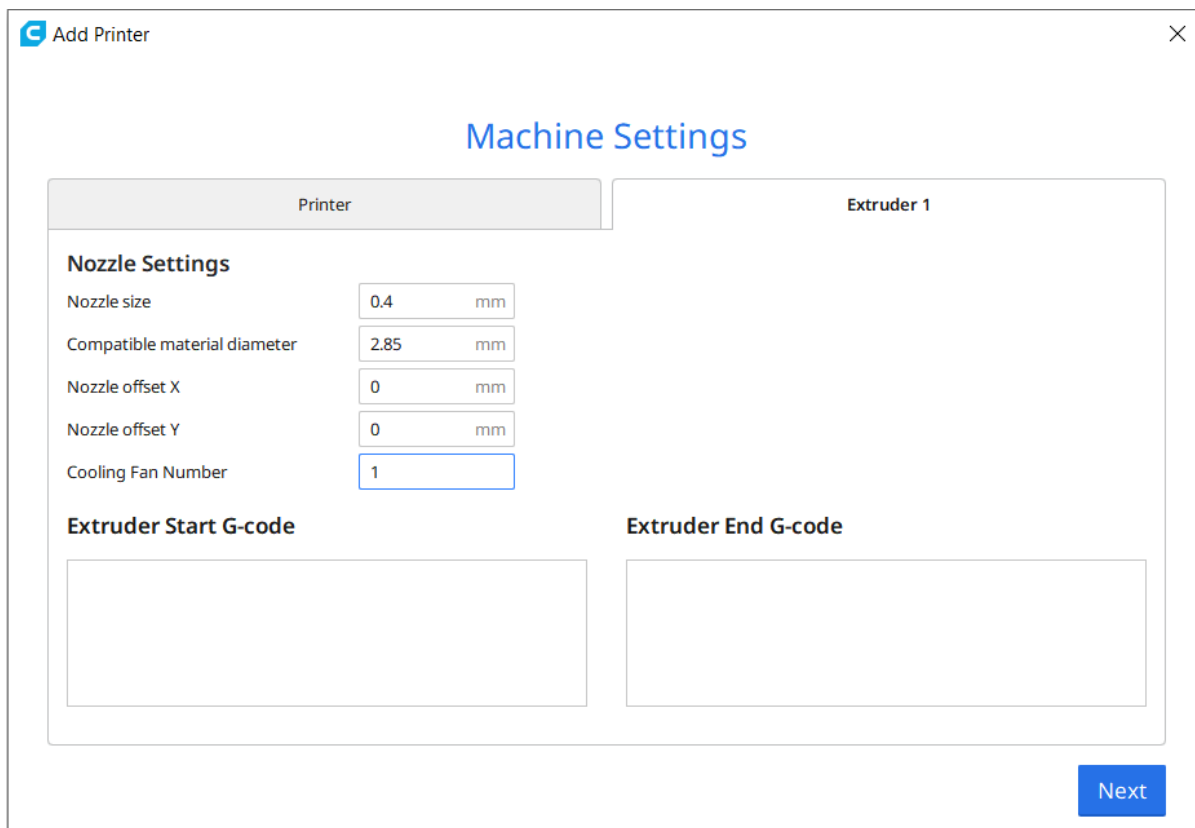 Add Printer
Machine Settings
Printer
Extruder 1
Nozzle Settings
Nozzle size 0.4 mm
Compatible material diameter 2.85 mm
Nozzle offset X 0 mm
Nozzle offset Y 0 mm
Cooling Fan Number 1
Extruder Start G-code
Extruder End G-code
Next